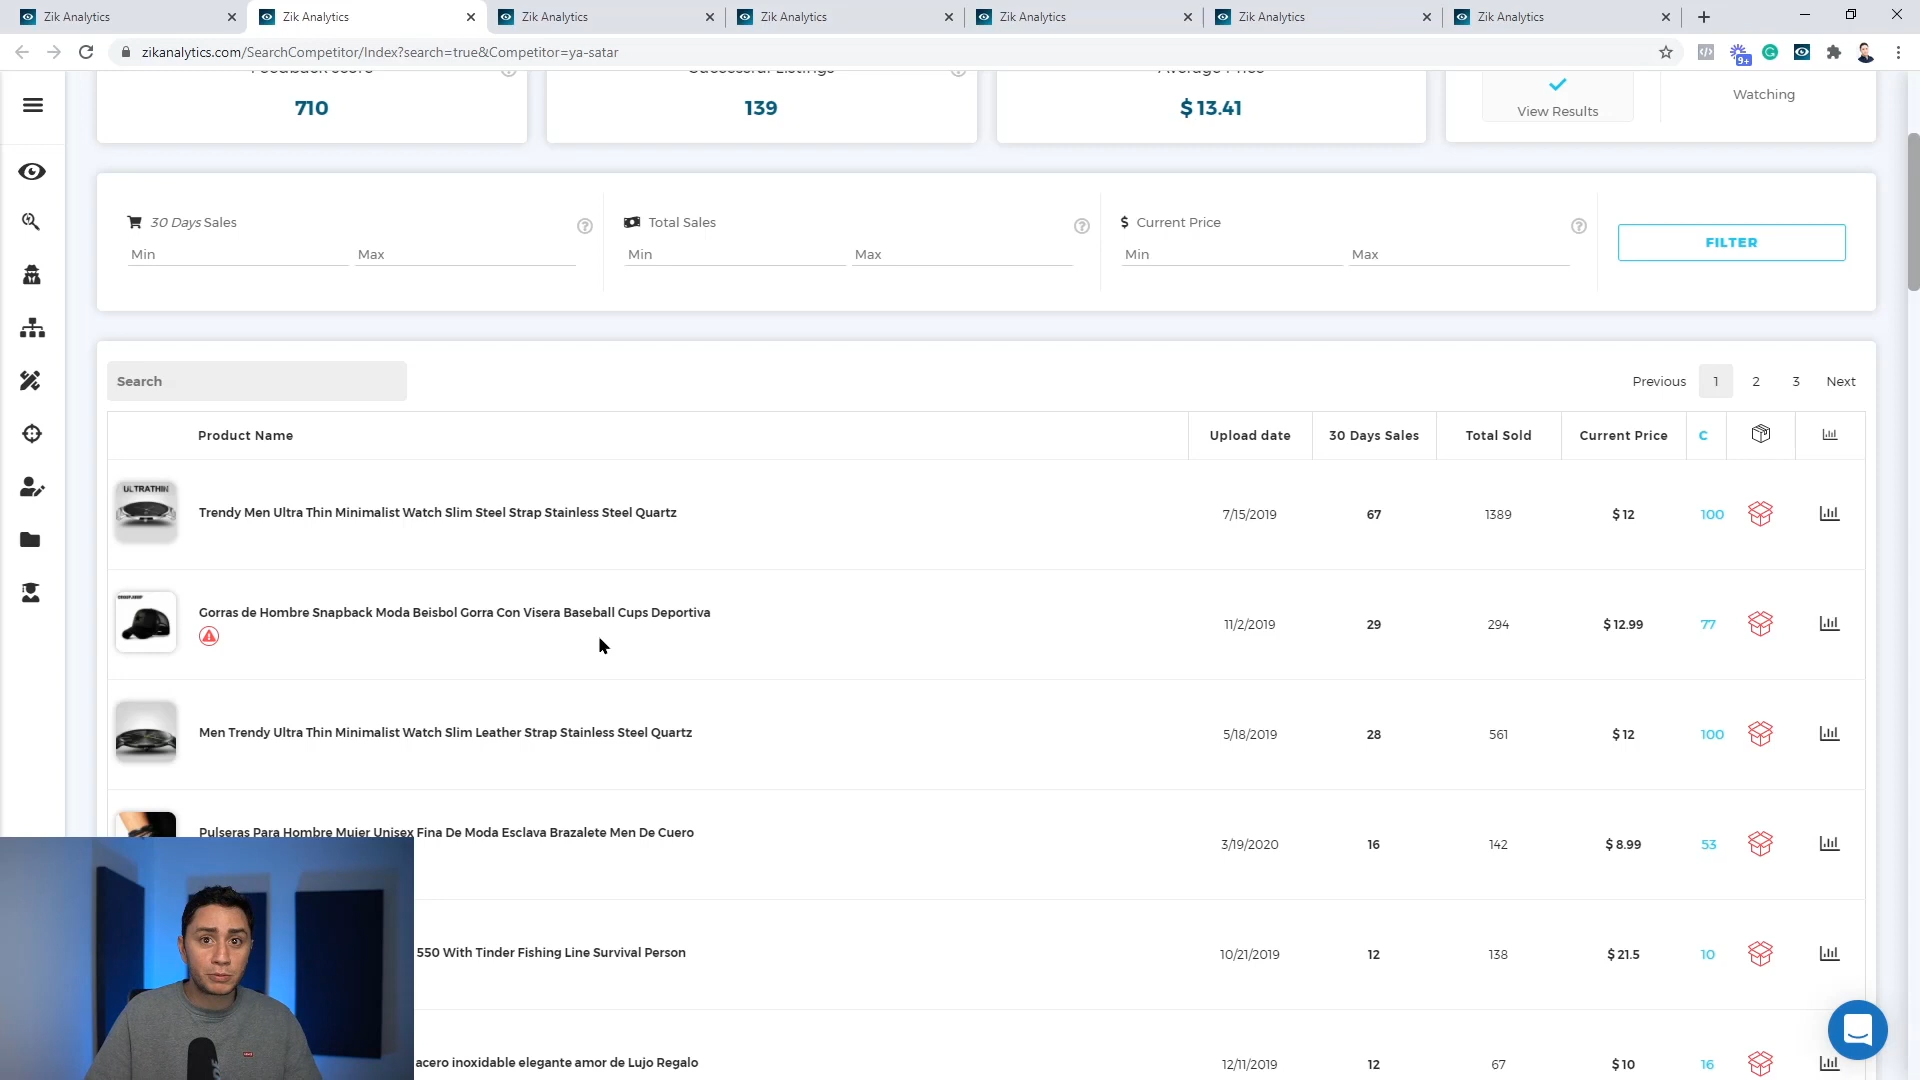 Zik Analytics Zik Analytics Zik Analytics Zik Analytics Zik Analytics Zik Analytics Zik Analytics
zikanalytics.com/SearchCompetitor/Index?search=true&Competitor=ya-satar
9+
Feedback Score Successful Listings Average Price
710 139 $ 13.41 View Results Watching
30 Days Sales Total Sales $ Current Price
Min Max Min Max Min Max FILTER
Search Previous 1 2 3 Next
Product Name Upload date 30 Days Sales Total Sold Current Price C
ULTRATHIN
Trendy Men Ultra Thin Minimalist Watch Slim Steel Strap Stainless Steel Quartz 7/15/2019 67 1389 $ 12 100
Gorras de Hombre Snapback Moda Beisbol Gorra Con Visera Baseball Cups Deportiva 11/2/2019 29 294 $ 12.99 77
Men Trendy Ultra Thin Minimalist Watch Slim Leather Strap Stainless Steel Quartz 5/18/2019 28 561 $ 12 100
Pulseras Para Hombre Mujer Unisex Fina De Moda Esclava Brazalete Men De Cuero 3/19/2020 16 142 $ 8.99 53
550 With Tinder Fishing Line Survival Person 10/21/2019 12 138 $ 21.5 10
acero inoxidable elegante amor de Lujo Regalo 12/11/2019 12 67 $ 10 16